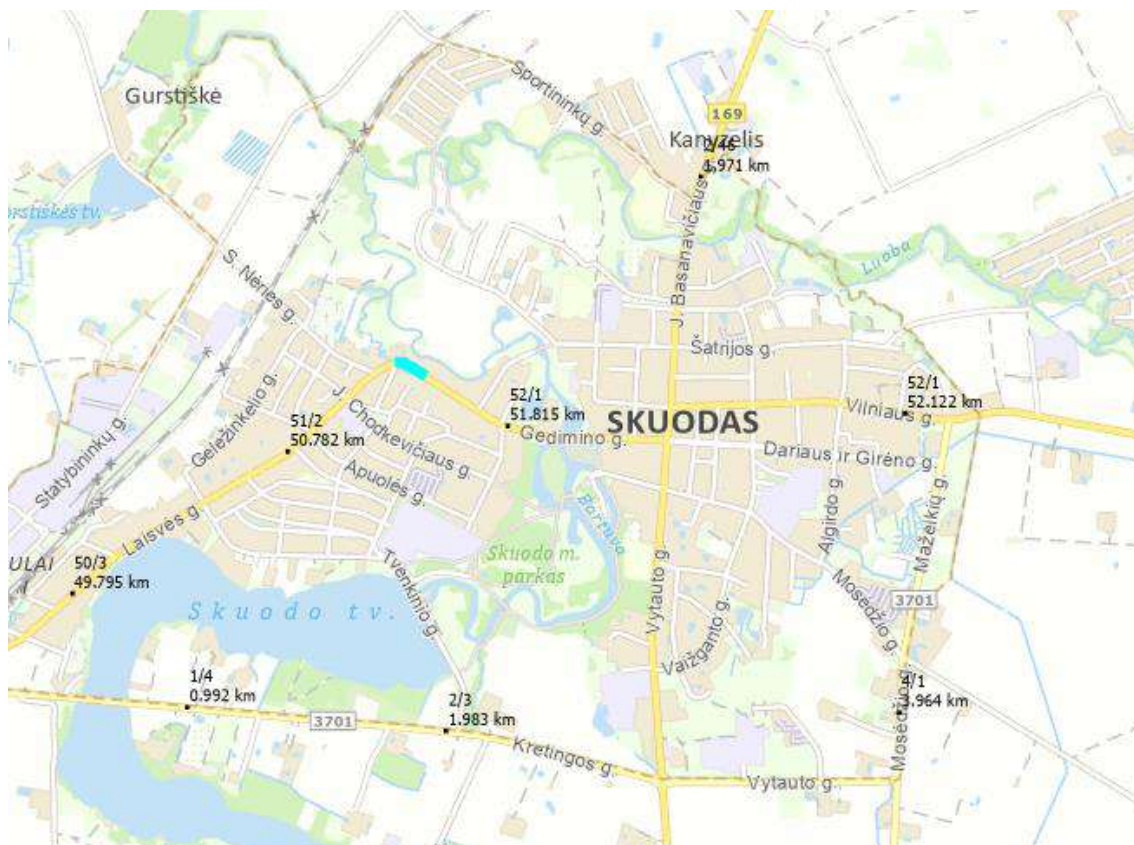 Gurstiškė
Sportininkų g.
169
Kanyzelis
2/46
1,971 km
orstiškės tv.
S. Nėries g.
J. Basanavičiaus
Luoba
Šatrijos g.
J. Chodkevičiaus g.
Geležinkelio g.
52/1
51.815 km
52/1
52.122 km
Vilniaus g.
SKUODAS
Gedimino g.
51/2
50.782 km
Dariaus ir Girėno g.
Statybininkų g.
Apuolės g.
Bartuva
Algirdo g.
Mažeikių g.
Laisvės g
ULAI
50/3
49.795 km
Skuodo m.
parkas
Tvenkinio g.
Skuodo tv.
Vytauto g.
Mosėdžio g.
3701
Vaižganto g.
1/4
0.992 km
2/3
1.983 km
4/1
3.964 km
Mosėdžio g
3701
Kretingos g.
Vytauto g.